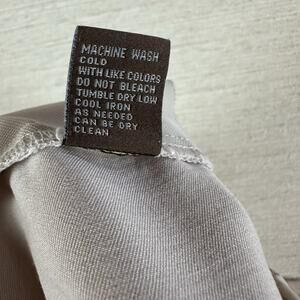 MACHINE WASH
COLD
WITH LIKE COLORS
DO NOT BLEACH
TUMBLE DRY LOW
COOL IRON
AS NEEDED
CAN BE DRY
CLEAN